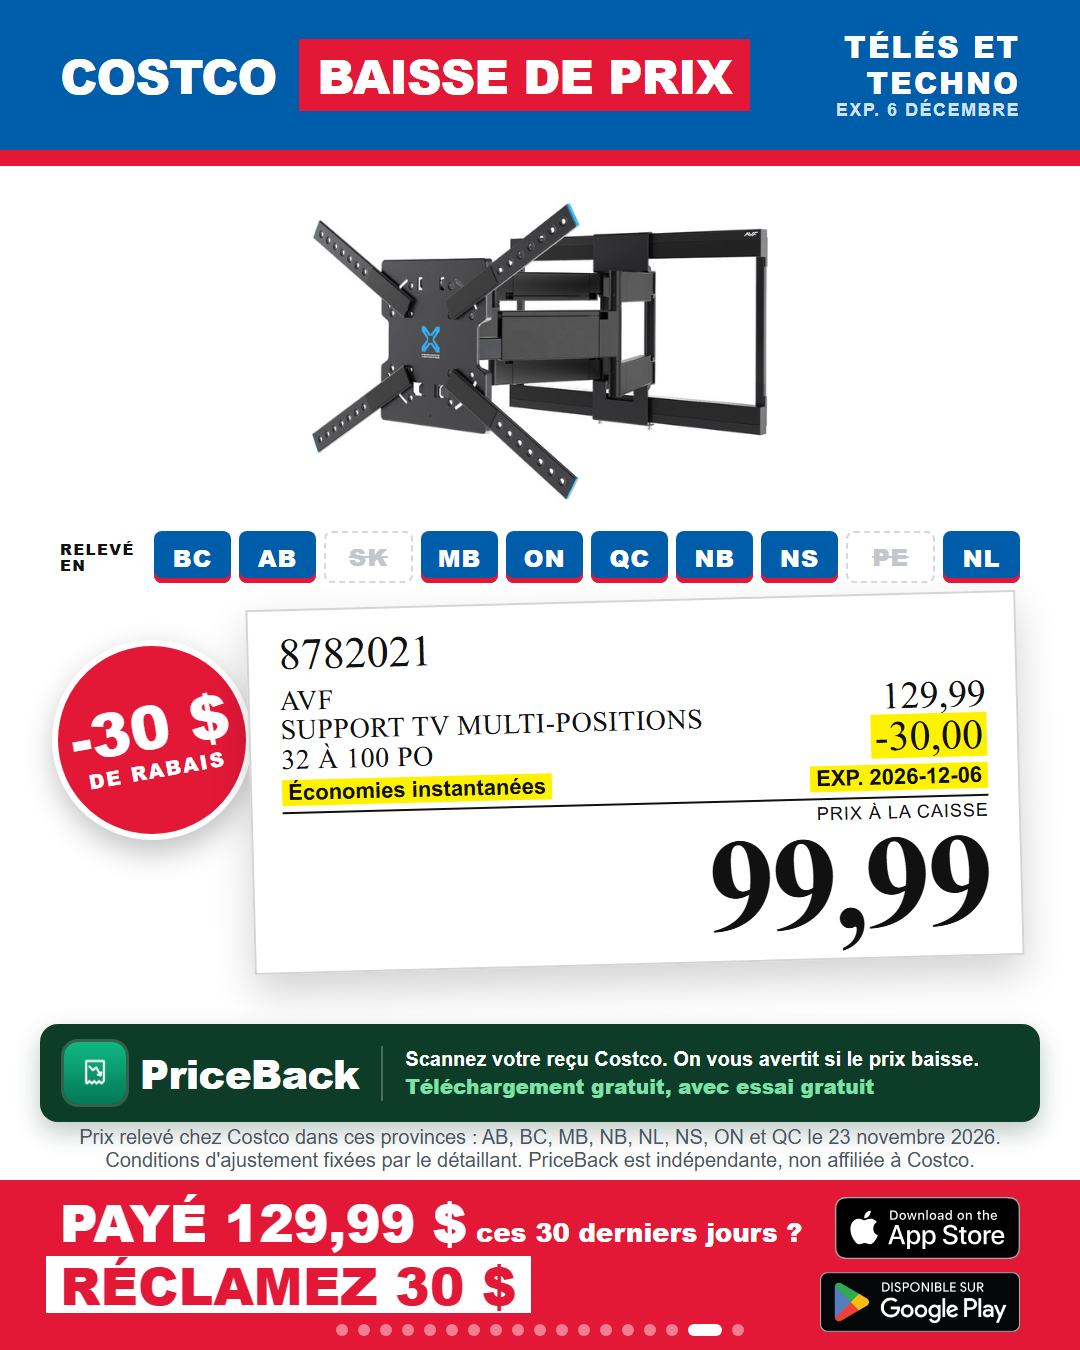 COSTCO BAISSE DE PRIX
TÉLÉS ET
TECHNO
EXP. 6 DÉCEMBRE
AVF
RELEVÉ
EN
BC AB SK MB ON QC NB NS PE NL
-30 $
DE RABAIS
8782021
AVF
SUPPORT TV MULTI-POSITIONS
32 À 100 PO
Économies instantanées
129,99
-30,00
EXP. 2026-12-06
PRIX À LA CAISSE
99,99
PriceBack
Scannez votre reçu Costco. On vous avertit si le prix baisse.
Téléchargement gratuit, avec essai gratuit
Prix relevé chez Costco dans ces provinces : AB, BC, MB, NB, NL, NS, ON et QC le 23 novembre 2026.
Conditions d'ajustement fixées par le détaillant. PriceBack est indépendante, non affiliée à Costco.
PAYÉ 129,99 $ ces 30 derniers jours ?
RÉCLAMEZ 30 $
Download on the
App Store
DISPONIBLE SUR
Google Play